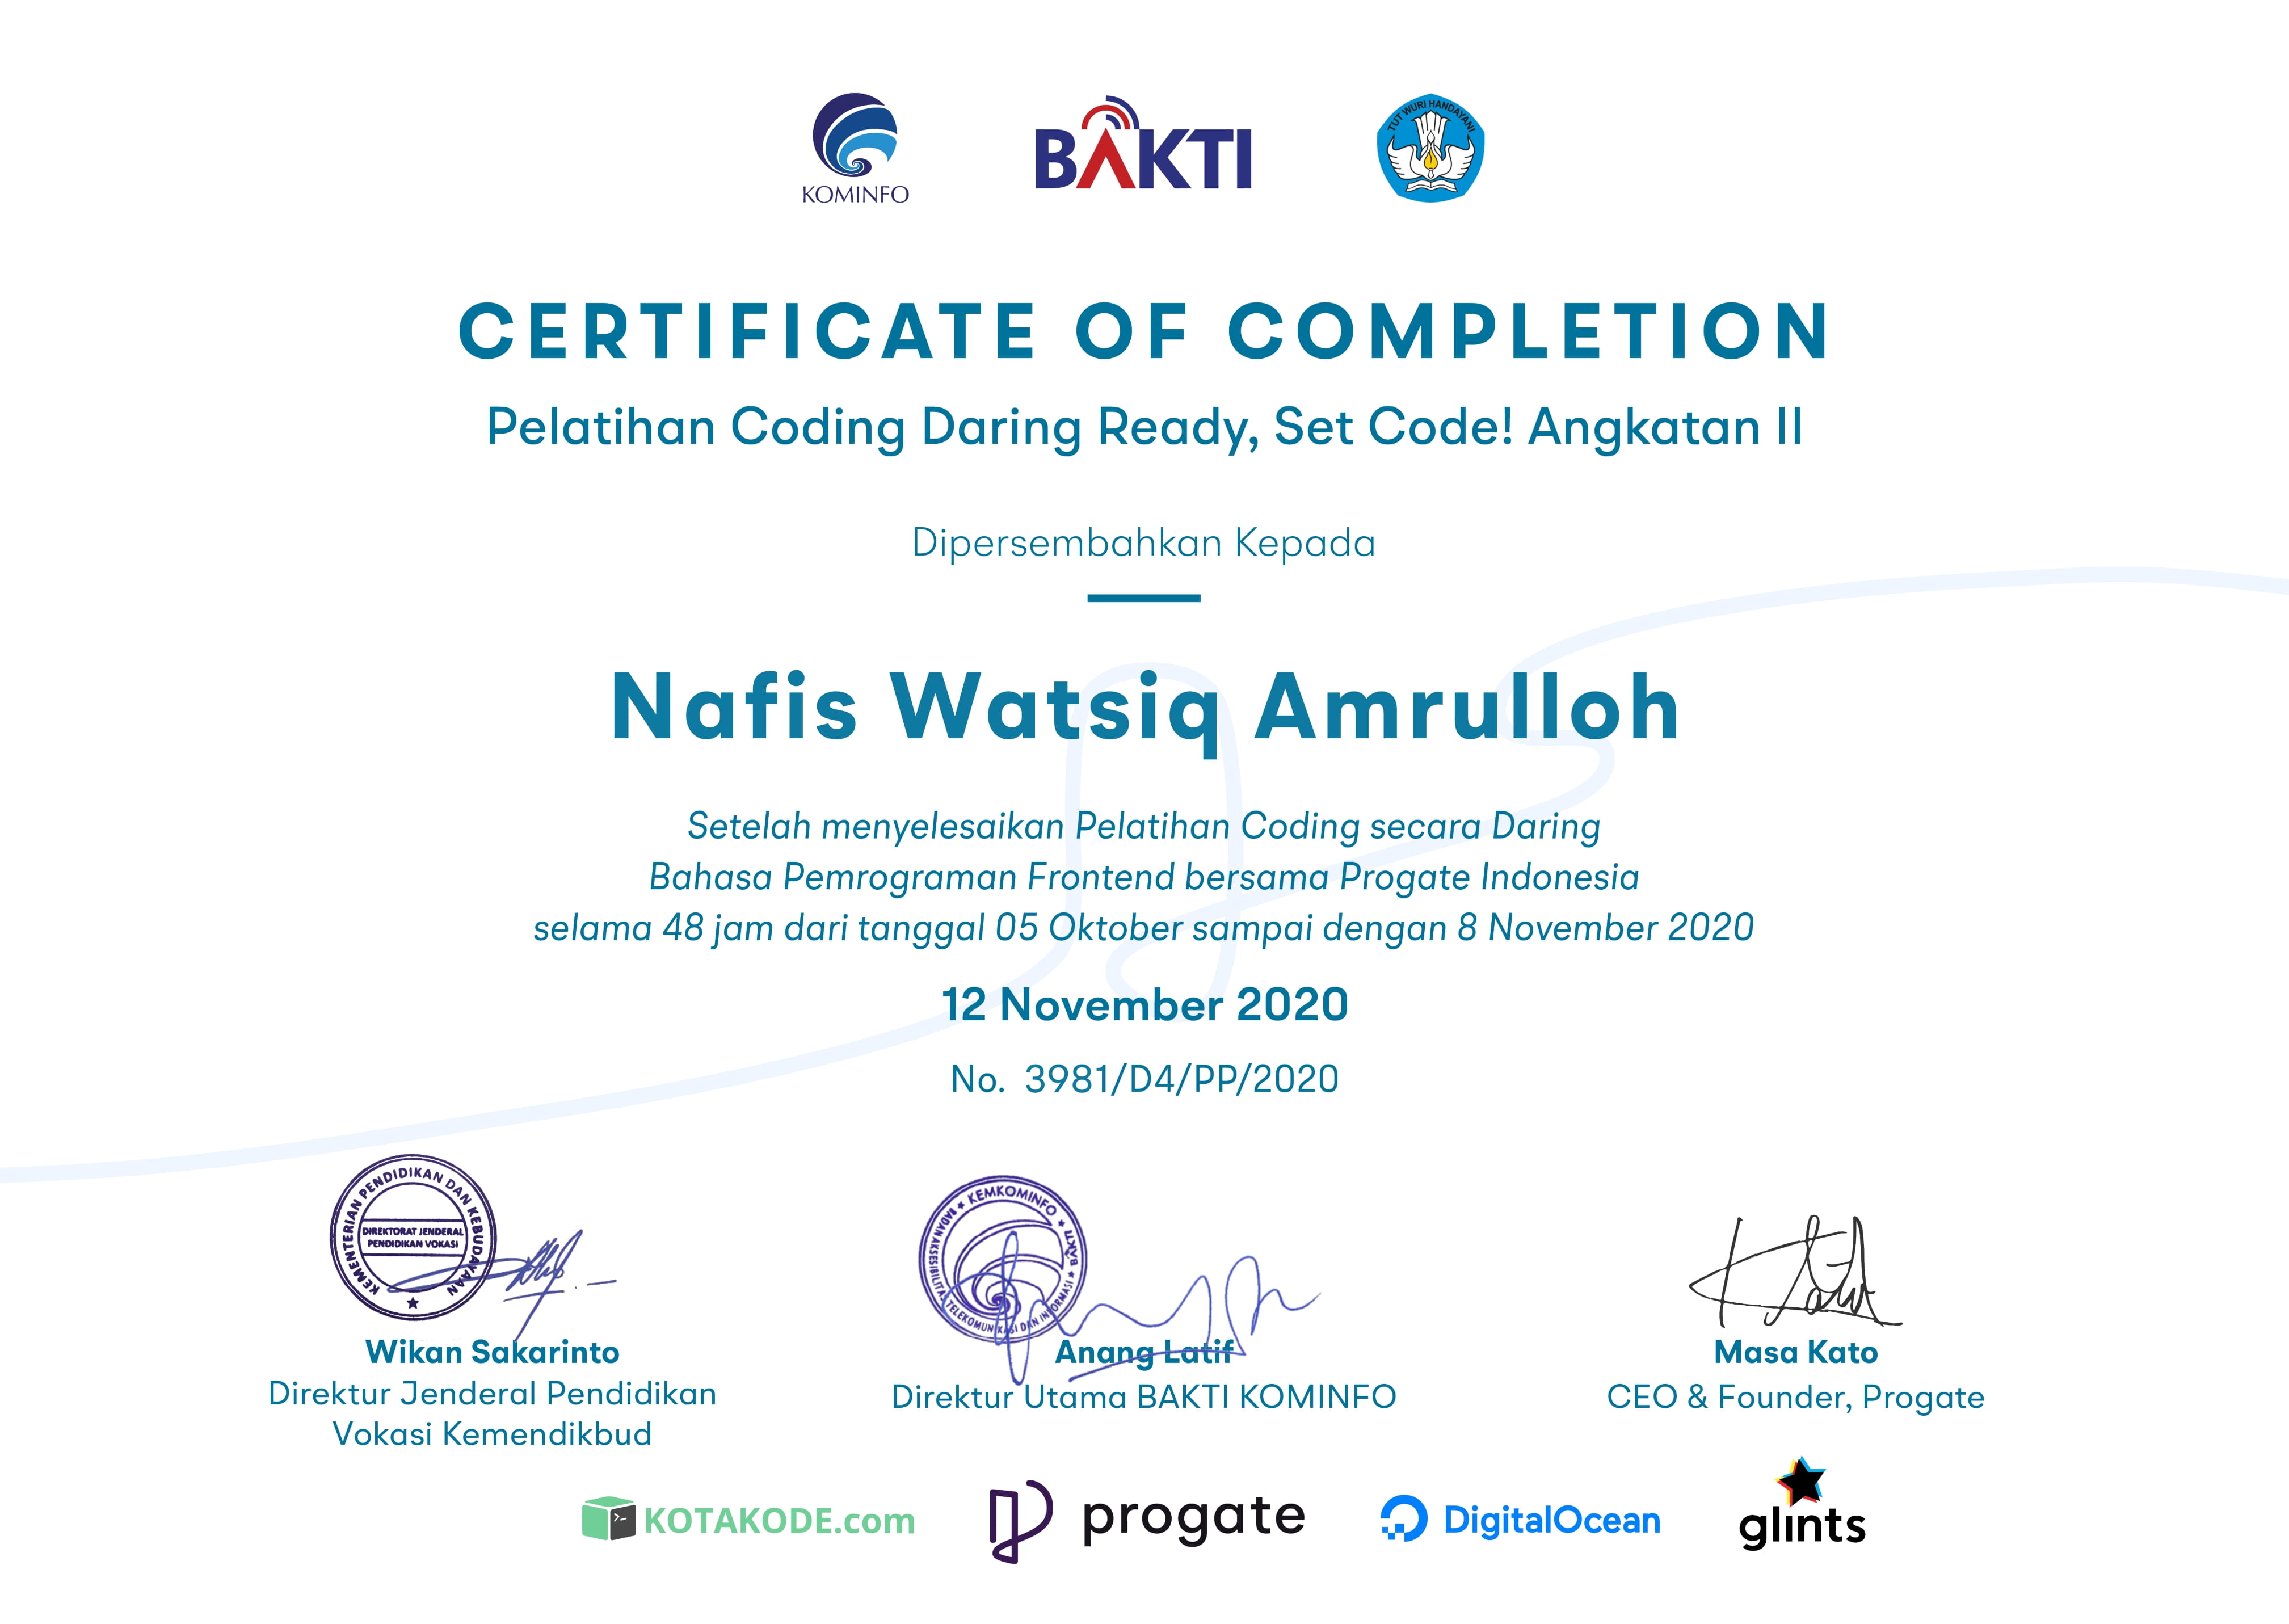 KOMINFO
BAKTI
TUT WURI HANDAYANI
CERTIFICATE OF COMPLETION
Pelatihan Coding Daring Ready, Set Code! Angkatan II
Dipersembahkan Kepada
Nafis Watsiq Amrulloh
Setelah menyelesaikan Pelatihan Coding secara Daring
Bahasa Pemrograman Frontend bersama Progate Indonesia
selama 48 jam dari tanggal 05 Oktober sampai dengan 8 November 2020
12 November 2020
No. 3981/D4/PP/2020
KEMENTERIAN PENDIDIKAN DAN KEBUDAYAAN
DIREKTORAT JENDERAL
PENDIDIKAN VOKASI
KEMKOMINFO
BAKTI
BADAN AKSESIBILITAS TELEKOMUNIKASI DAN INFORMASI
Wikan Sakarinto
Direktur Jenderal Pendidikan
Vokasi Kemendikbud
Anang Latif
Direktur Utama BAKTI KOMINFO
Masa Kato
CEO & Founder, Progate
KOTAKODE.com
progate
DigitalOcean
glints